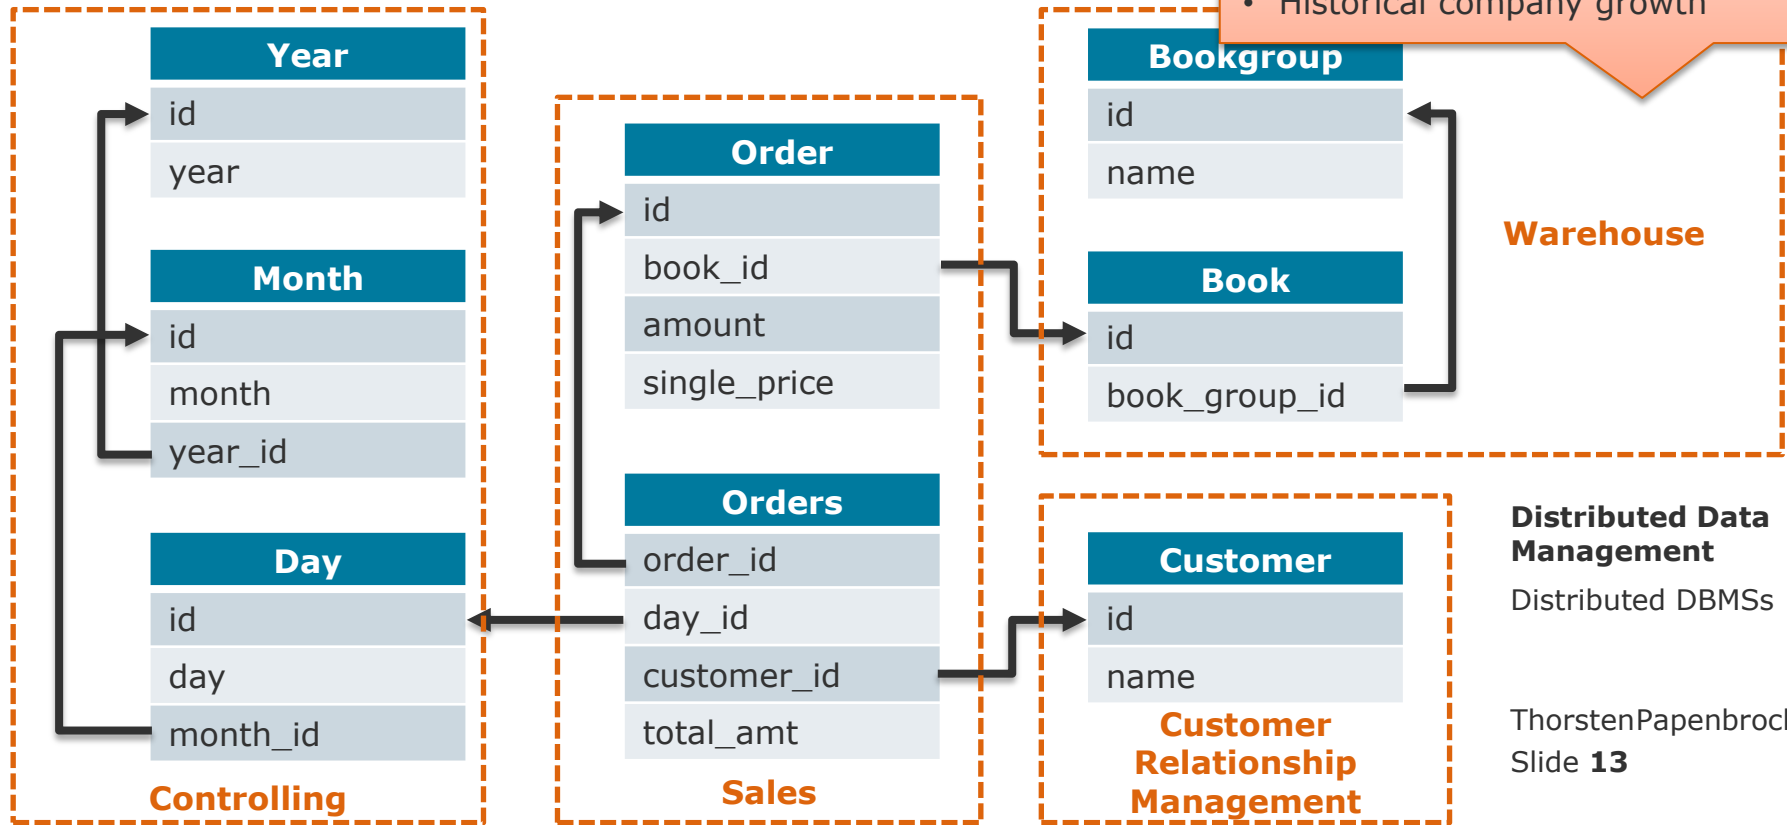 • Historical company growth
Year
id
year
Month
id
month
year_id
Day
id
day
month_id
Controlling
Order
id
book_id
amount
single_price
Orders
order_id
day_id
customer_id
total_amt
Sales
Bookgroup
id
name
Book
id
book_group_id
Warehouse
Customer
id
name
Customer
Relationship
Management
Distributed Data
Management
Distributed DBMSs
ThorstenPapenbrock
Slide 13